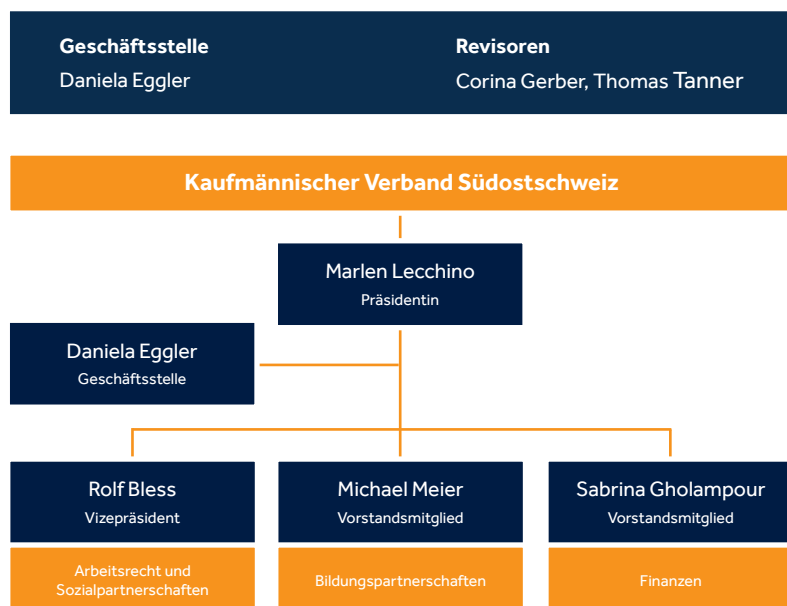 Geschäftsstelle
Daniela Eggler
Revisoren
Corina Gerber, Thomas Tanner
Kaufmännischer Verband Südostschweiz
Marlen Lecchino
Präsidentin
Daniela Eggler
Geschäftsstelle
Rolf Bless
Vizepräsident
Arbeitsrecht und
Sozialpartnerschaften
Michael Meier
Vorstandsmitglied
Bildungspartnerschaften
Sabrina Gholampour
Vorstandsmitglied
Finanzen